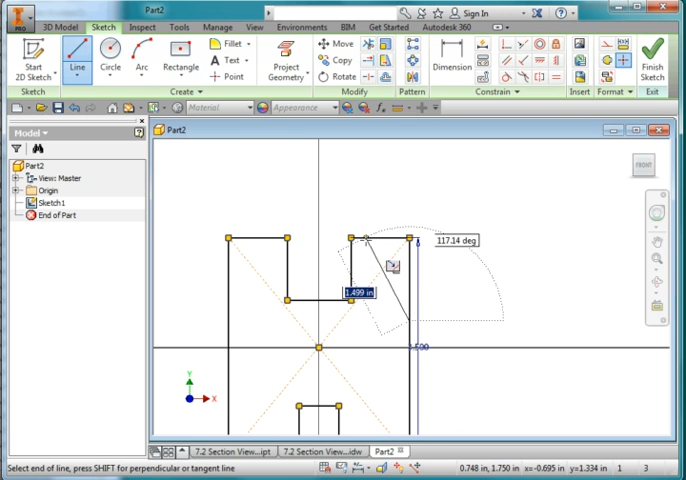 Part2
Sign In
PRO
3D Model Sketch Inspect Tools Manage View Environments BIM Get Started Autodesk 360
Start
2D Sketch
Line
Circle
Arc
Rectangle
Fillet
Text
Point
Project
Geometry
Move
Copy
Rotate
Dimension
Finish
Sketch
Sketch
Create
Modify
Pattern
Constrain
Insert
Format
Exit
Material
Appearance
Model
Part2
View: Master
Origin
Sketch1
End of Part
Part2
FRONT
117.14 deg
1.499 in
Y
X
7.2 Section View...ipt
7.2 Section View...idw
Part2
Select end of line, press SHIFT for perpendicular or tangent line
0.748 in, 1.750 in x=-0.695 in y=1.334 in 1 3